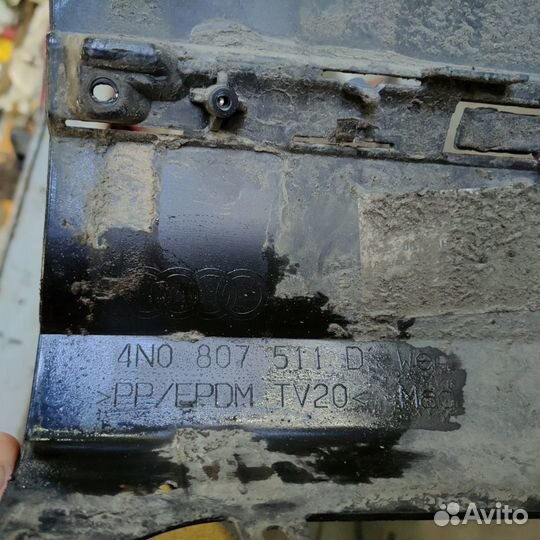 4N0 807 511 D
>PP/EPDM TV20<
Avito